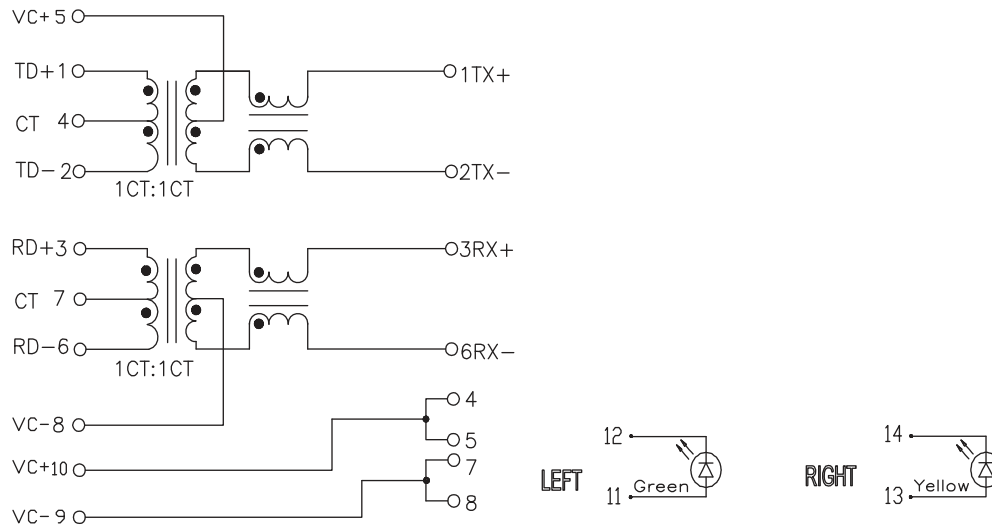 VC+5
TD+1
1TX+
CT 4
TD-2
2TX-
1CT:1CT
RD+3
3RX+
CT 7
RD-6
6RX-
1CT:1CT
4
VC-8
5
VC+10
7
8
VC-9
12
LEFT
11 Green
14
RIGHT
13 Yellow